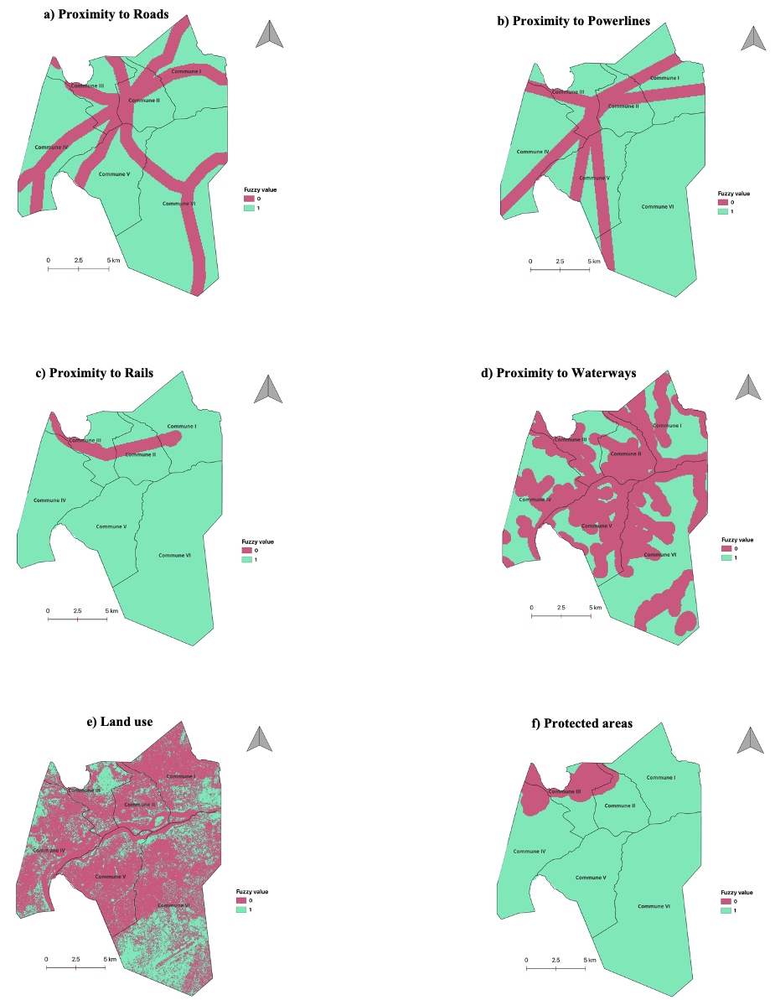 a) Proximity to Roads
Commune I
Commune III
Commune II
Commune IV
Commune V
Commune VI
Fuzzy value
0
1
0 2.5 5 km
b) Proximity to Powerlines
Commune I
Commune III
Commune II
Commune IV
Commune V
Commune VI
Fuzzy value
0
1
0 2.5 5 km
c) Proximity to Rails
Commune I
Commune III
Commune II
Commune IV
Commune V
Commune VI
Fuzzy value
0
1
0 2.5 5 km
d) Proximity to Waterways
Commune I
Commune III
Commune II
Commune IV
Commune V
Commune VI
Fuzzy value
0
1
0 2.5 5 km
e) Land use
Commune I
Commune III
Commune II
Commune IV
Commune V
Commune VI
Fuzzy value
0
1
0 2.5 5 km
f) Protected areas
Commune I
Commune III
Commune II
Commune IV
Commune V
Commune VI
Fuzzy value
0
1
0 2.5 5 km